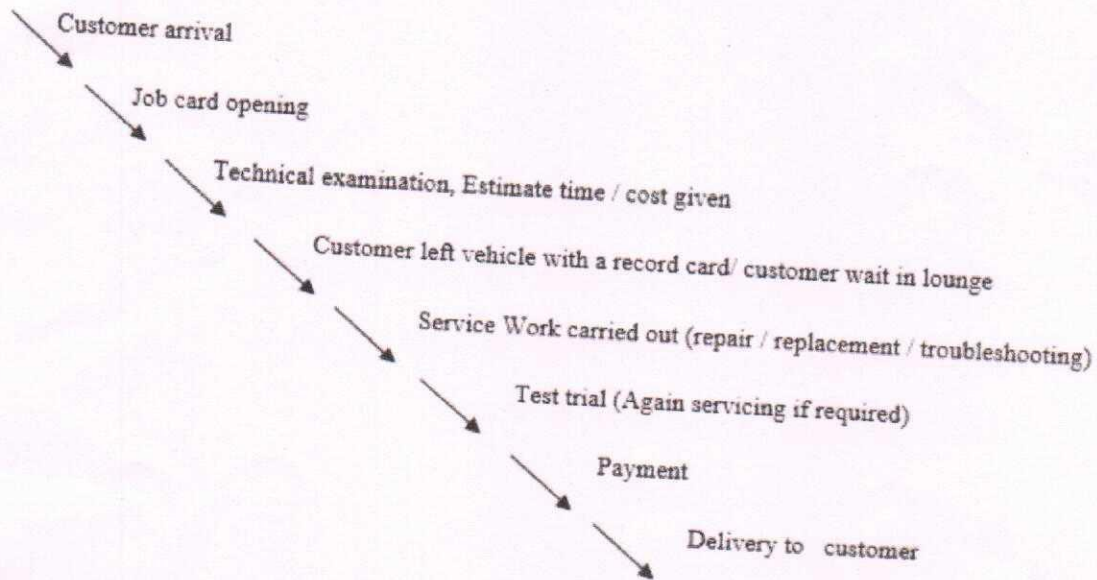 Customer arrival
Job card opening
Technical examination, Estimate time / cost given
Customer left vehicle with a record card/ customer wait in lounge
Service Work carried out (repair / replacement / troubleshooting)
Test trial (Again servicing if required)
Payment
Delivery to customer